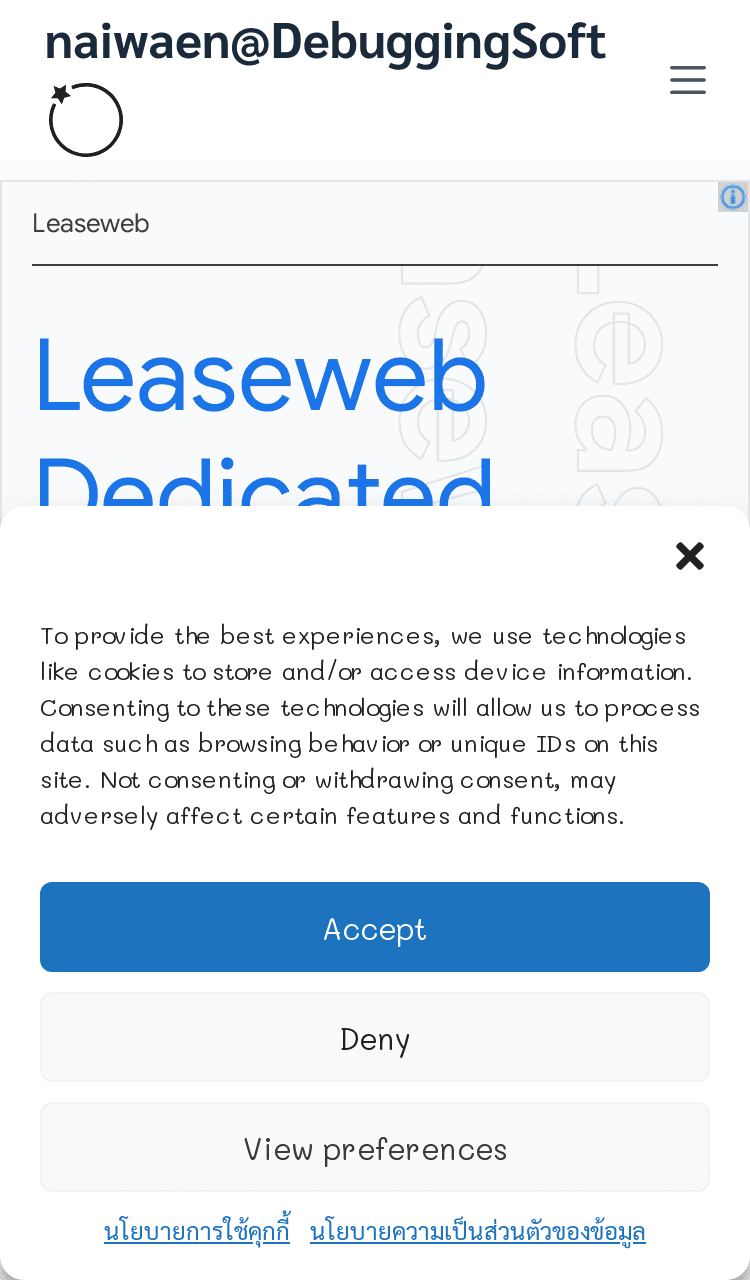 naiwaen@DebuggingSoft
Leaseweb
Leaseweb
Dedicated
To provide the best experiences, we use technologies
like cookies to store and/or access device information.
Consenting to these technologies will allow us to process
data such as browsing behavior or unique IDs on this
site. Not consenting or withdrawing consent, may
adversely affect certain features and functions.
Accept
Deny
View preferences
นโยบายการใช้คุกกี้ นโยบายความเป็นส่วนตัวของข้อมูล